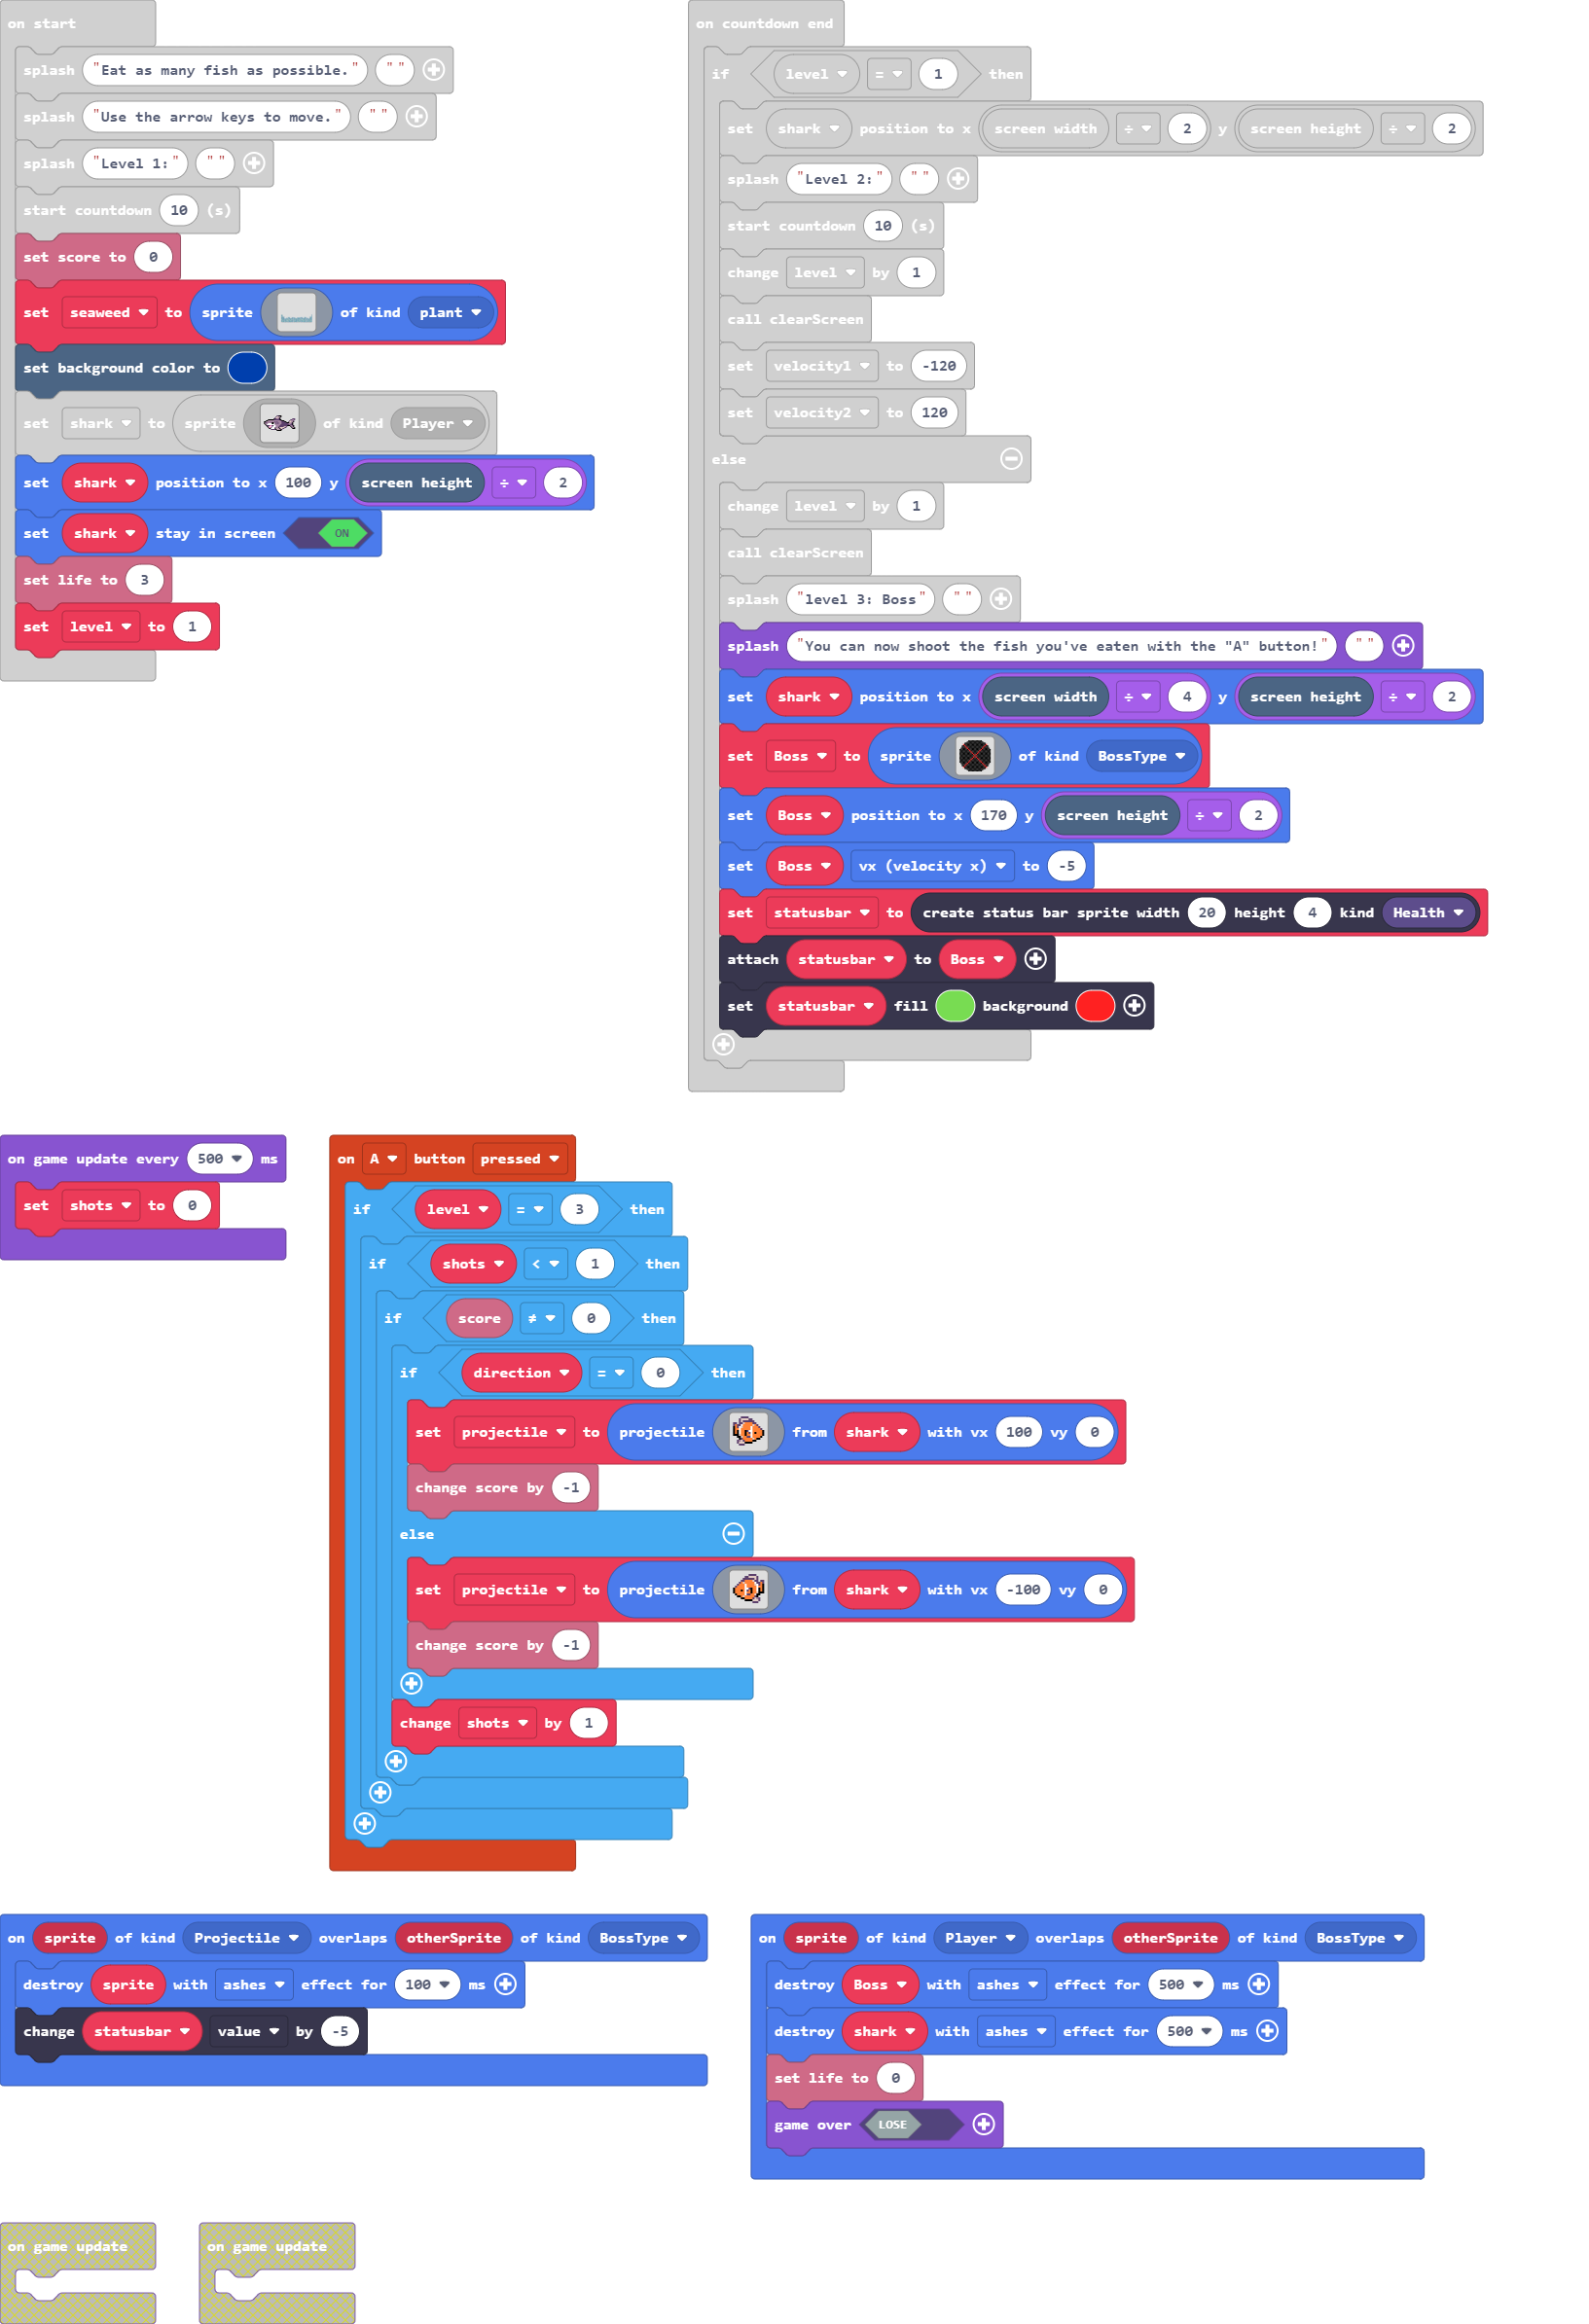 on start
splash "Eat as many fish as possible." ""
splash "Use the arrow keys to move." ""
splash "Level 1:" ""
start countdown 10 (s)
set score to 0
set seaweed to sprite of kind plant
set background color to
set shark to sprite of kind Player
set shark position to x 100 y screen height ÷ 2
set shark stay in screen ON
set life to 3
set level to 1
on countdown end
if level = 1 then
set shark position to x screen width ÷ 2 y screen height ÷ 2
splash "Level 2:" ""
start countdown 10 (s)
change level by 1
call clearScreen
set velocity1 to -120
set velocity2 to 120
else
change level by 1
call clearScreen
splash "level 3: Boss" ""
splash "You can now shoot the fish you've eaten with the "A" button!" ""
set shark position to x screen width ÷ 4 y screen height ÷ 2
set Boss to sprite of kind BossType
set Boss position to x 170 y screen height ÷ 2
set Boss vx (velocity x) to -5
set statusbar to create status bar sprite width 20 height 4 kind Health
attach statusbar to Boss
set statusbar fill background
on game update every 500 ms
set shots to 0
on A button pressed
if level = 3 then
if shots < 1 then
if score ≠ 0 then
if direction = 0 then
set projectile to projectile from shark with vx 100 vy 0
change score by -1
else
set projectile to projectile from shark with vx -100 vy 0
change score by -1
change shots by 1
on sprite of kind Projectile overlaps otherSprite of kind BossType
destroy sprite with ashes effect for 100 ms
change statusbar value by -5
on sprite of kind Player overlaps otherSprite of kind BossType
destroy Boss with ashes effect for 500 ms
destroy shark with ashes effect for 500 ms
set life to 0
game over LOSE
on game update
on game update